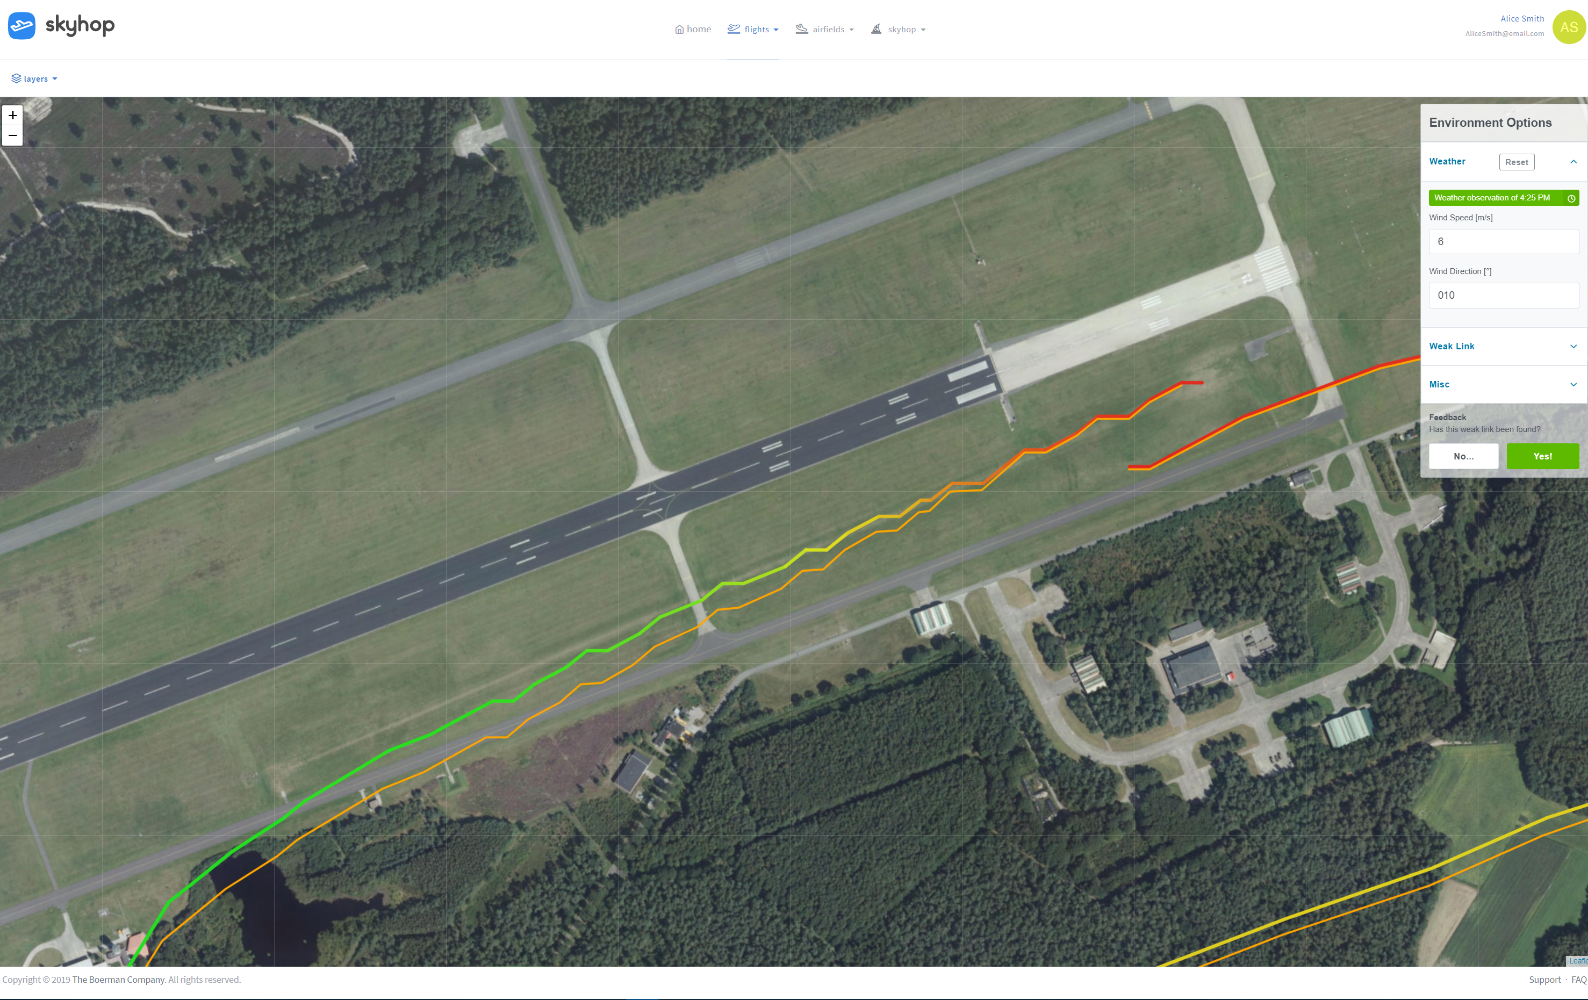 skyhop
home
flights
airfields
skyhop
Alice Smith
AliceSmith@email.com
AS
layers
+
−
Environment Options
Weather
Reset
Weather observation of 4:25 PM
Wind Speed [m/s]
6
Wind Direction [°]
010
Weak Link
Misc
Feedback
Has this weak link been found?
No...
Yes!
Leafle
Copyright © 2019 The Boerman Company. All rights reserved.
Support · FAQ